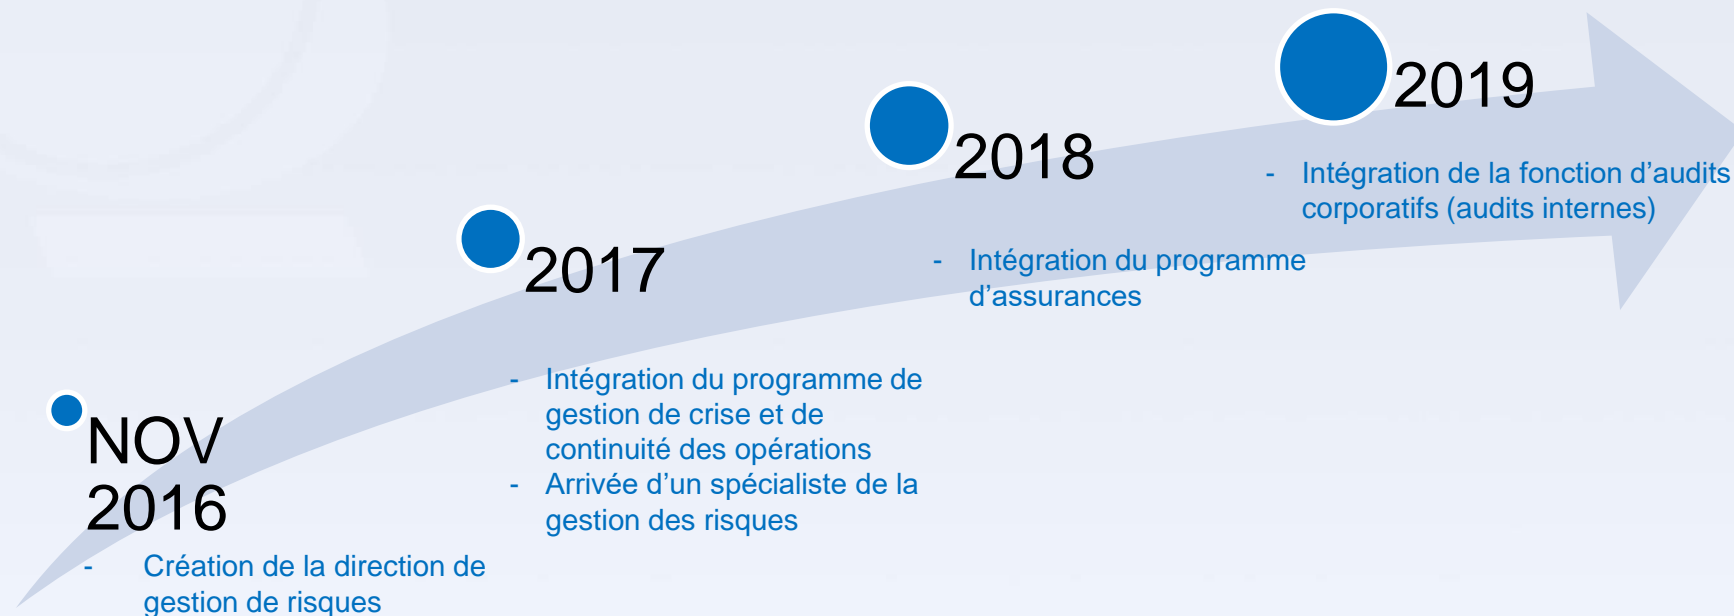 NOV
2016
- Création de la direction de
gestion de risques
2017
- Intégration du programme de
gestion de crise et de
continuité des opérations
- Arrivée d’un spécialiste de la
gestion des risques
2018
- Intégration du programme
d’assurances
2019
- Intégration de la fonction d’audits
corporatifs (audits internes)